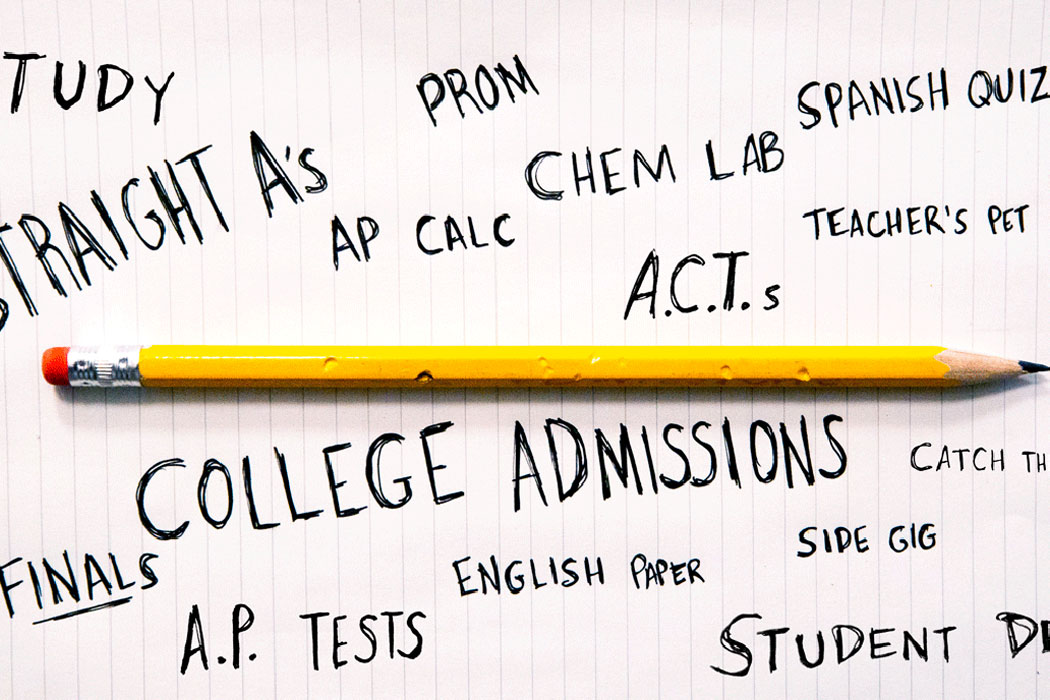 TUDY
PROM
SPANISH QUIZ
STRAIGHT A's
CHEM LAB
AP CALC
TEACHER'S PET
A.C.T.s
COLLEGE ADMISSIONS
CATCH TH
FINALS
ENGLISH PAPER
SIDE GIG
A.P. TESTS
STUDENT